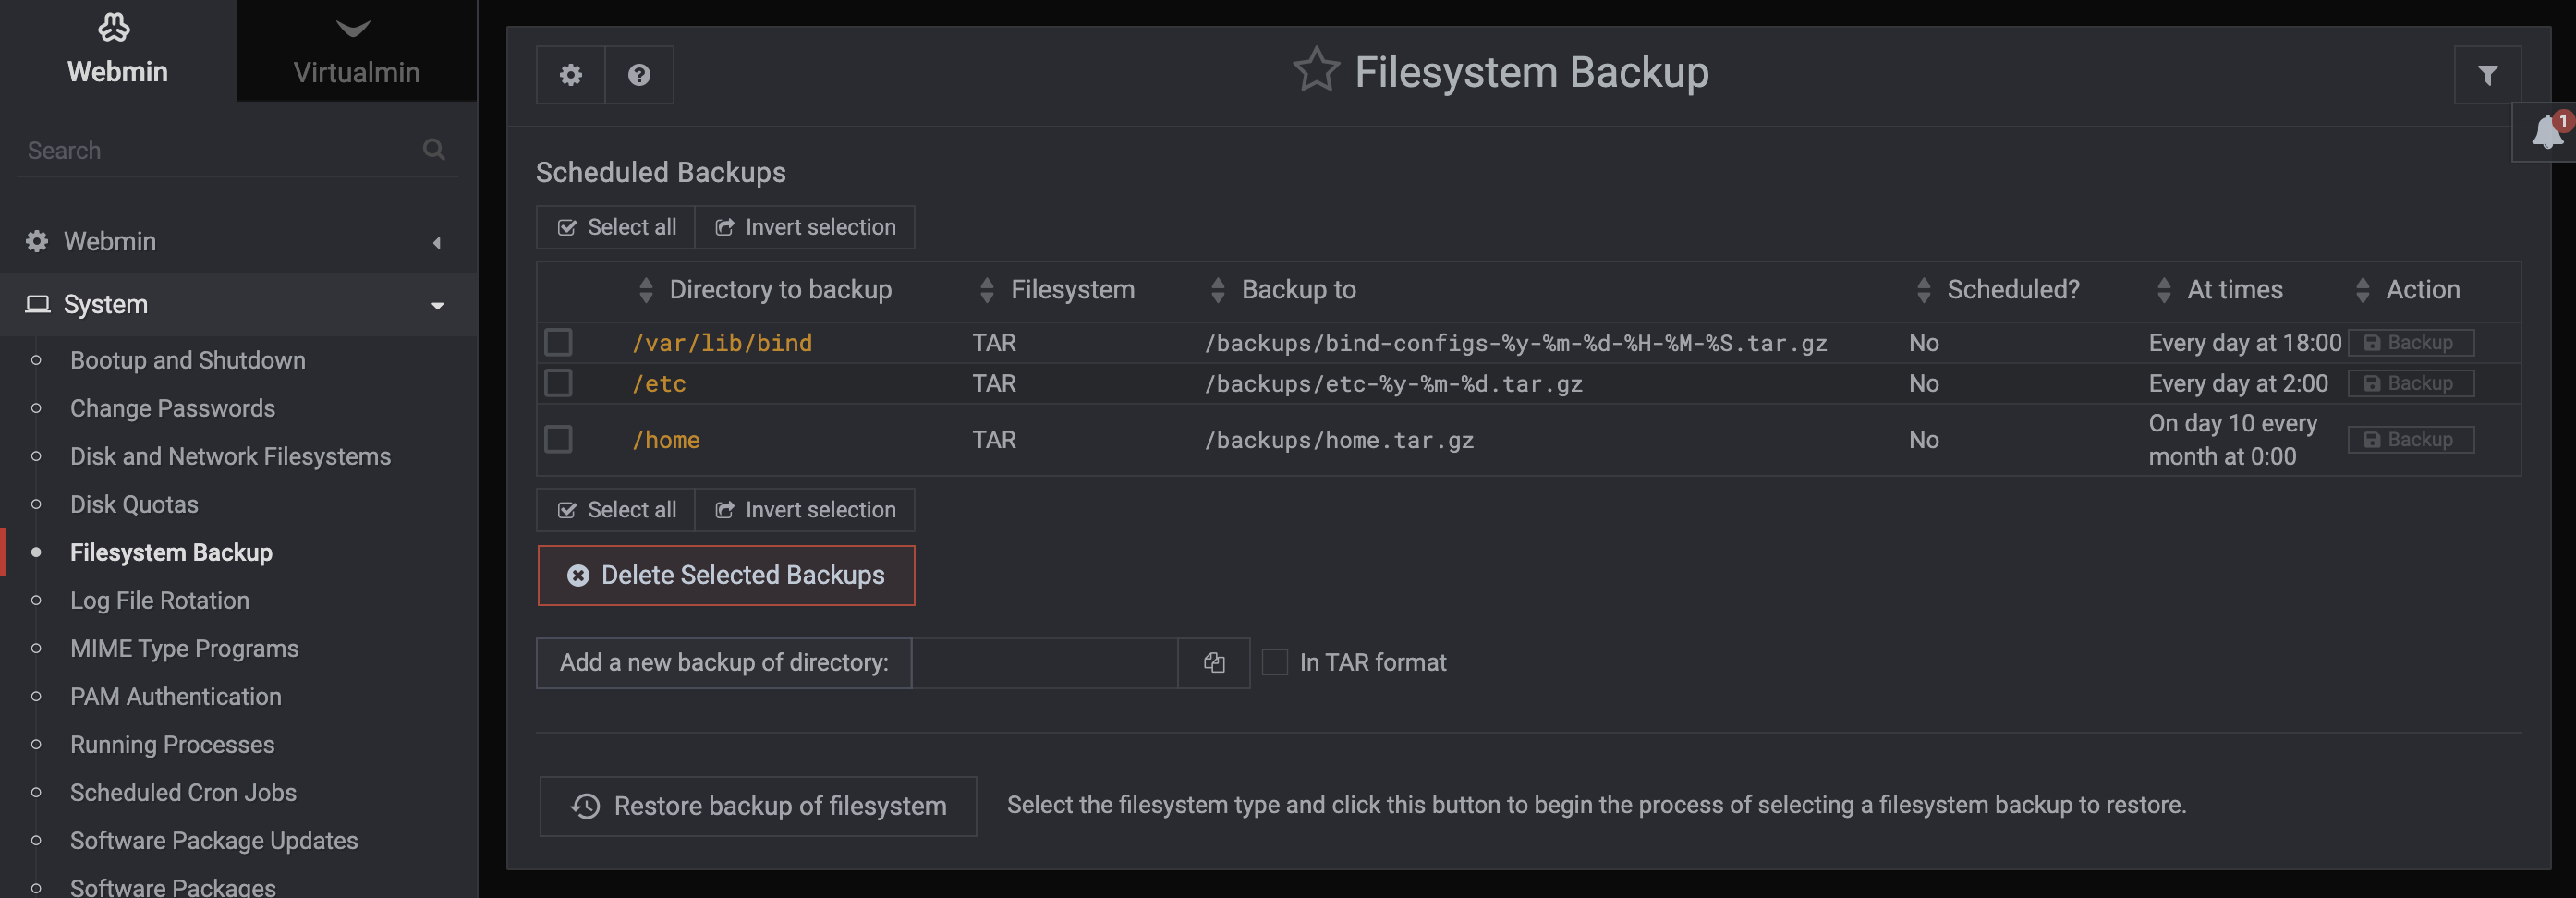 Webmin
Virtualmin
Search
Webmin
System
Bootup and Shutdown
Change Passwords
Disk and Network Filesystems
Disk Quotas
Filesystem Backup
Log File Rotation
MIME Type Programs
PAM Authentication
Running Processes
Scheduled Cron Jobs
Software Package Updates
Software Packages
Filesystem Backup
1
Scheduled Backups
Select all Invert selection
Directory to backup Filesystem Backup to Scheduled? At times Action
/var/lib/bind TAR /backups/bind-configs-%y-%m-%d-%H-%M-%S.tar.gz No Every day at 18:00 Backup
/etc TAR /backups/etc-%y-%m-%d.tar.gz No Every day at 2:00 Backup
/home TAR /backups/home.tar.gz No On day 10 every month at 0:00 Backup
Select all Invert selection
Delete Selected Backups
Add a new backup of directory: In TAR format
Restore backup of filesystem Select the filesystem type and click this button to begin the process of selecting a filesystem backup to restore.